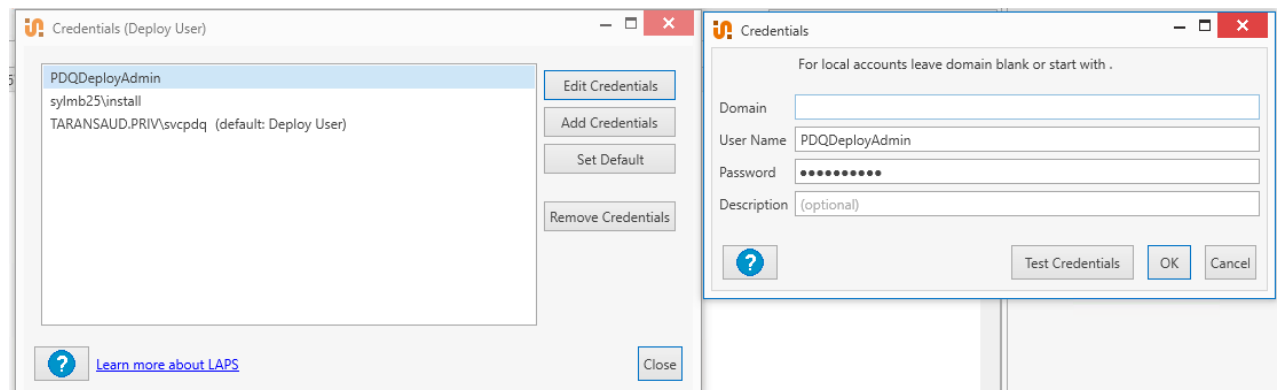 Credentials (Deploy User)
PDQDeployAdmin
sylmb25\install
TARANSAUD.PRIV\svcpdq (default: Deploy User)
Edit Credentials
Add Credentials
Set Default
Remove Credentials
?
Learn more about LAPS
Close
Credentials
For local accounts leave domain blank or start with .
Domain
User Name PDQDeployAdmin
Password ●●●●●●●●●●
Description (optional)
?
Test Credentials OK Cancel